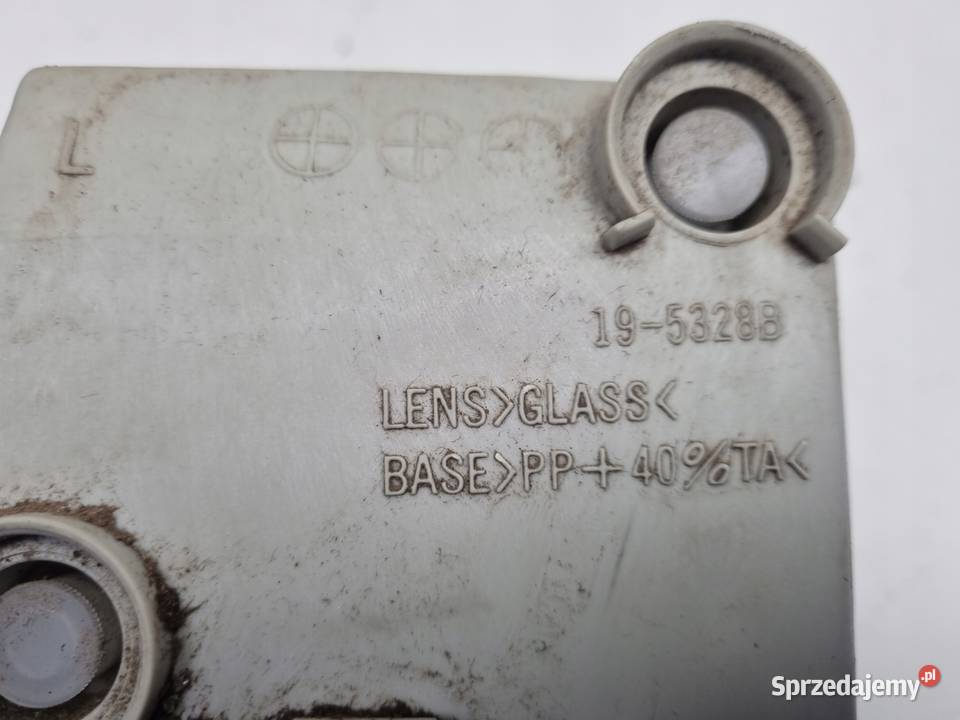 L
19-5328B
LENS>GLASS<
BASE>PP+40%TA<
Sprzedajemy.pl